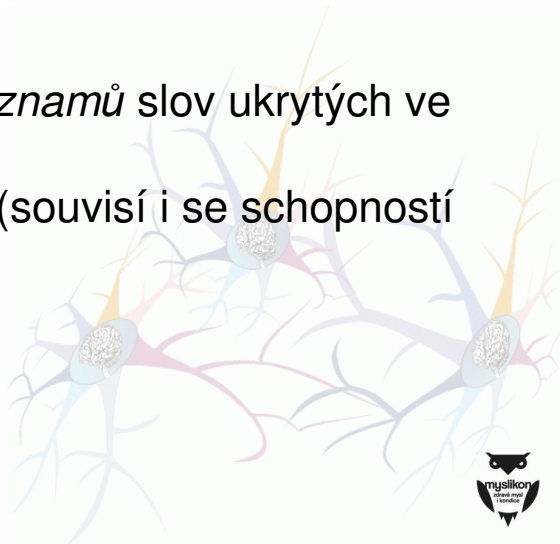 znamů slov ukrytých ve
(souvisí i se schopností
myslikon
zdravá mysl
i kondice